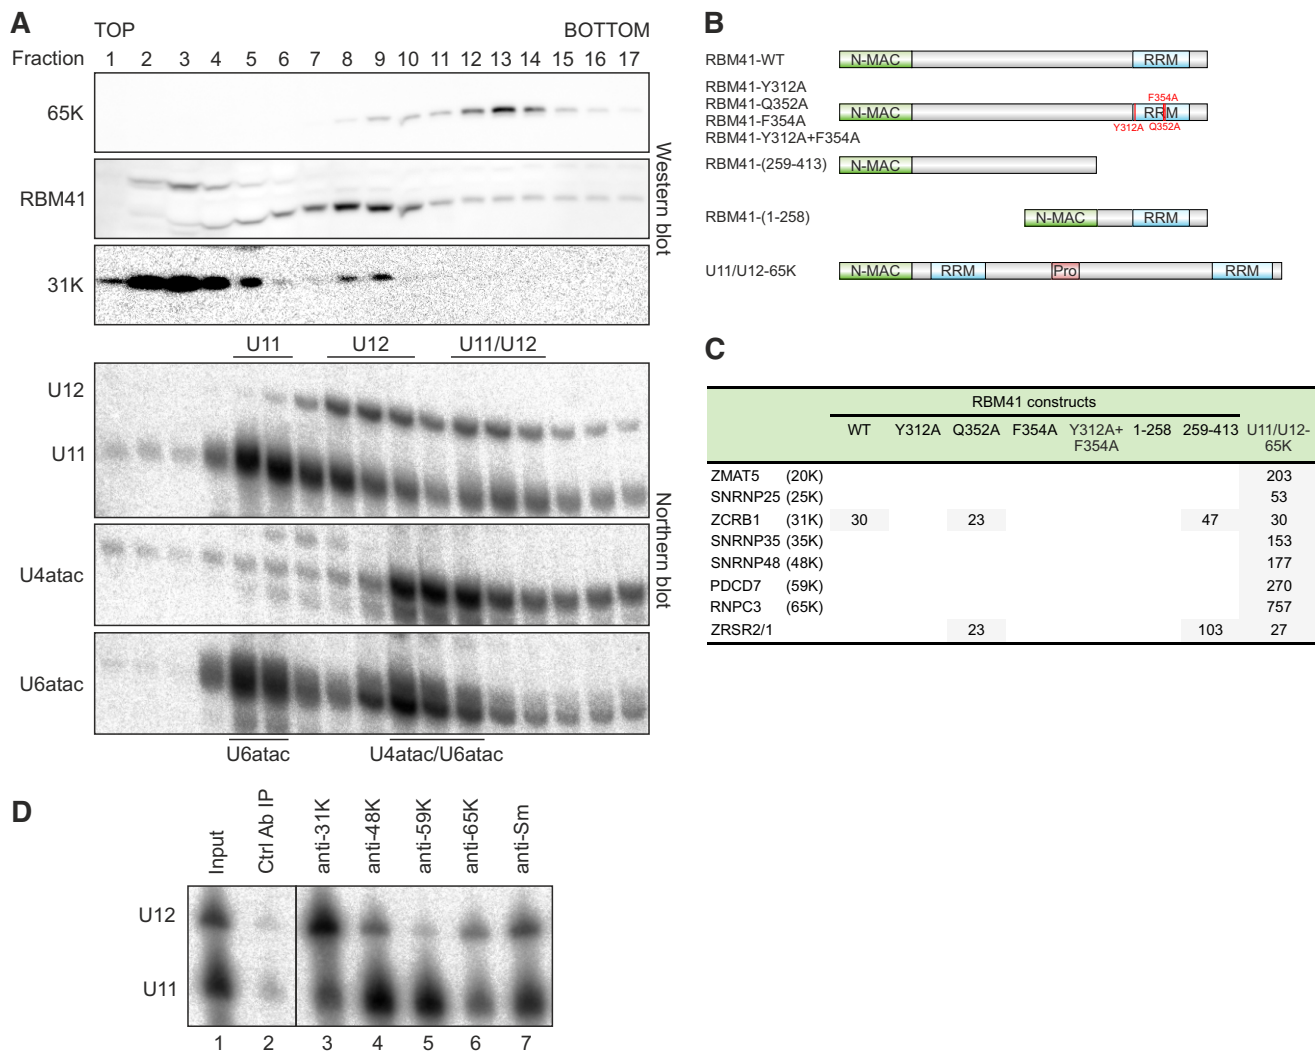 A
TOP BOTTOM
Fraction 1 2 3 4 5 6 7 8 9 10 11 12 13 14 15 16 17
65K
RBM41
31K
Western blot
U11 U12 U11/U12
U12
U11
U4atac
U6atac
Northern blot
U6atac U4atac/U6atac
B
RBM41-WT
N-MAC RRM
RBM41-Y312A
RBM41-Q352A
RBM41-F354A
RBM41-Y312A+F354A
F354A
N-MAC RRM
Y312A Q352A
RBM41-(259-413)
N-MAC
RBM41-(1-258)
N-MAC RRM
U11/U12-65K
N-MAC RRM Pro RRM
C
RBM41 constructs
WT Y312A Q352A F354A Y312A+ F354A 1-258 259-413 U11/U12- 65K
ZMAT5 (20K) 203
SNRNP25 (25K) 53
ZCRB1 (31K) 30 23 47 30
SNRNP35 (35K) 153
SNRNP48 (48K) 177
PDCD7 (59K) 270
RNPC3 (65K) 757
ZRSR2/1 23 103 27
D
Input
Ctrl Ab IP
anti-31K
anti-48K
anti-59K
anti-65K
anti-Sm
U12
U11
1 2 3 4 5 6 7